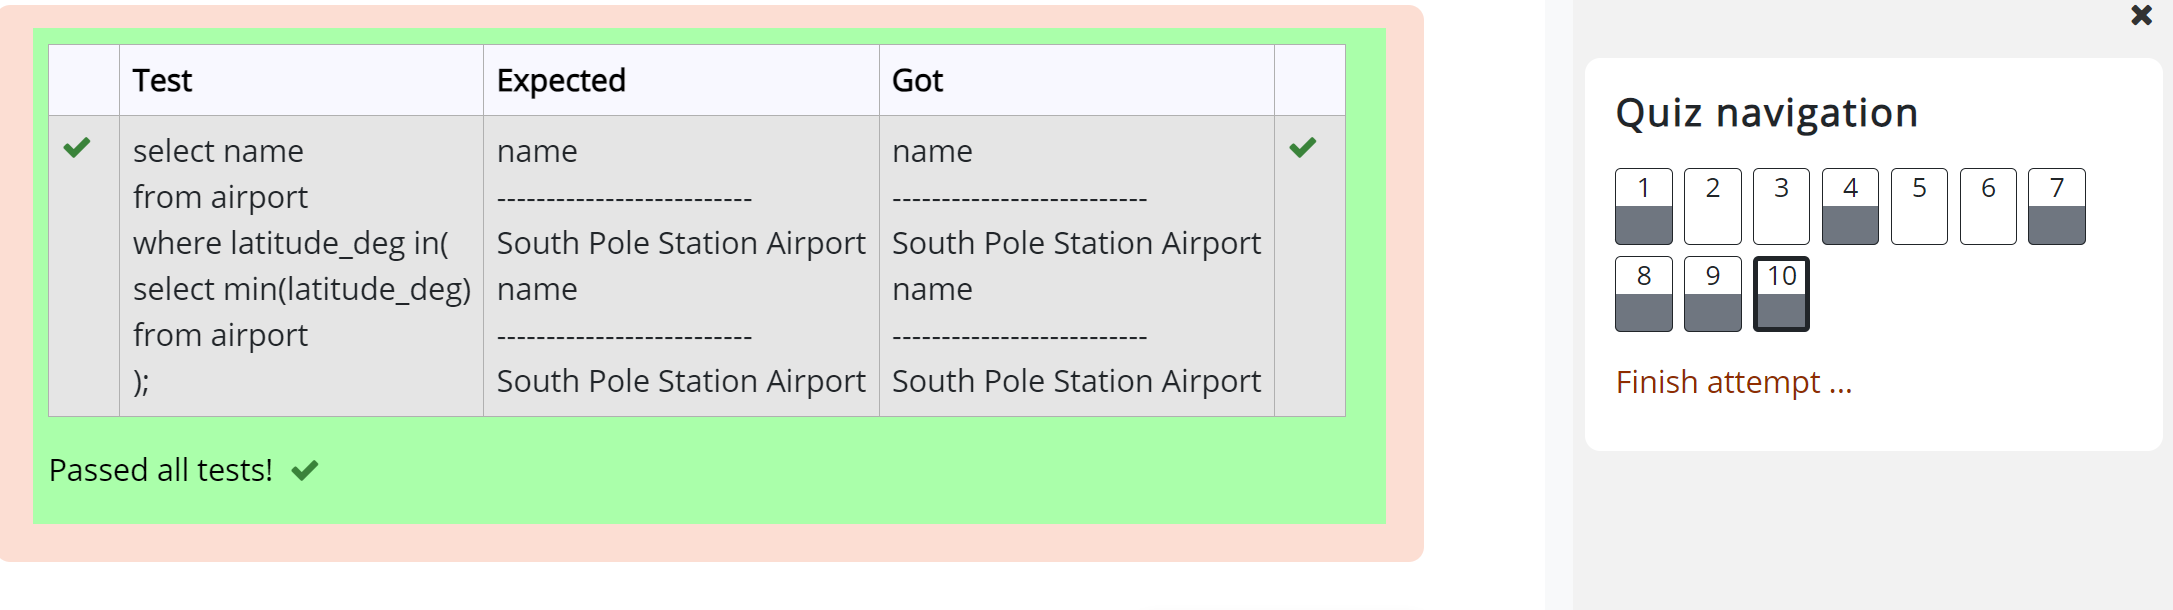 Test Expected Got
select name
from airport
where latitude_deg in(
select min(latitude_deg)
from airport
);
name
--------------------------
South Pole Station Airport
name
--------------------------
South Pole Station Airport
name
--------------------------
South Pole Station Airport
name
--------------------------
South Pole Station Airport
Passed all tests!
Quiz navigation
1 2 3 4 5 6 7
8 9 10
Finish attempt ...